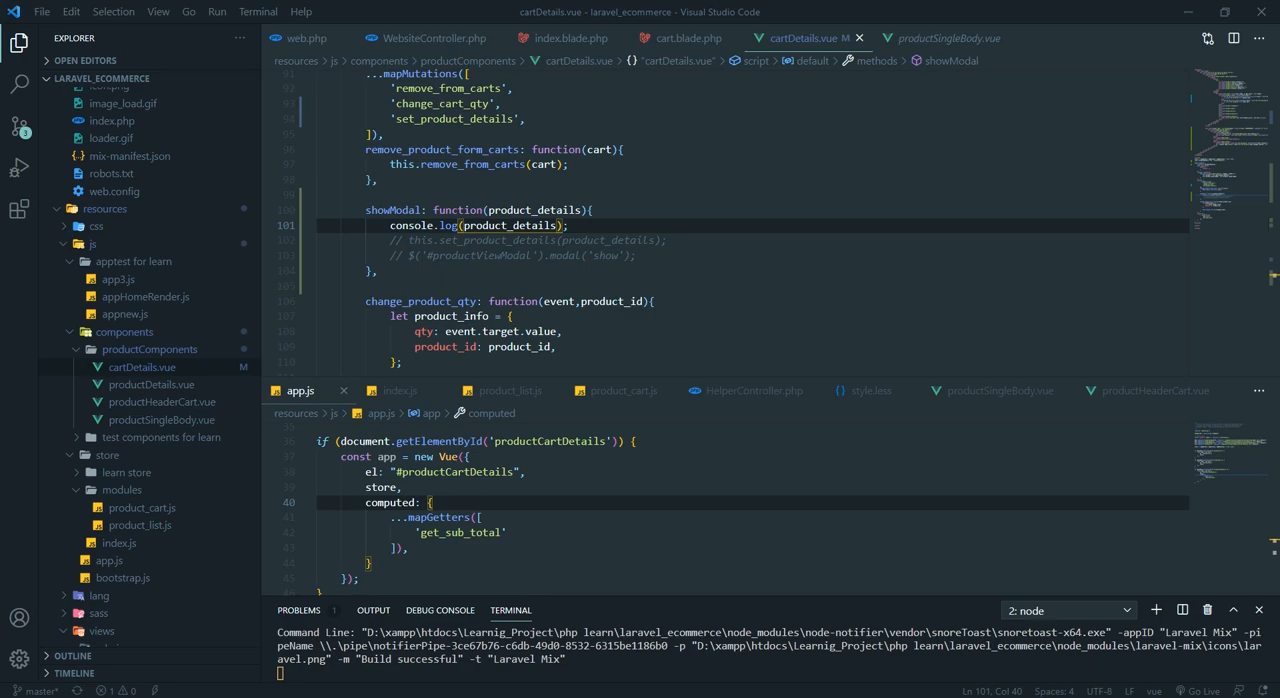 File Edit Selection View Go Run Terminal Help
cartDetails.vue - laravel_ecommerce - Visual Studio Code
EXPLORER
OPEN EDITORS
LARAVEL_ECOMMERCE
image_load.gif
index.php
loader.gif
mix-manifest.json
robots.txt
web.config
resources
css
js
apptest for learn
app3.js
appHomeRender.js
appnew.js
components
productComponents
cartDetails.vue M
productDetails.vue
productHeaderCart.vue
productSingleBody.vue
test components for learn
store
learn store
modules
product_cart.js
product_list.js
index.js
app.js
bootstrap.js
lang
sass
views
OUTLINE
TIMELINE
3
web.php WebsiteController.php index.blade.php cart.blade.php cartDetails.vue M productSingleBody.vue
resources > js > components > productComponents > cartDetails.vue > {} "cartDetails.vue" > script > default > methods > showModal
91 ...mapMutations([
92 'remove_from_carts',
93 'change_cart_qty',
94 'set_product_details',
95 ]),
96 remove_product_form_carts: function(cart){
97 this.remove_from_carts(cart);
98 },
99
100 showModal: function(product_details){
101 console.log(product_details);
102 // this.set_product_details(product_details);
103 // $('#productViewModal').modal('show');
104 },
105
106 change_product_qty: function(event,product_id){
107 let product_info = {
108 qty: event.target.value,
109 product_id: product_id,
110 };
app.js index.js product_list.js product_cart.js HelperController.php style.less productSingleBody.vue productHeaderCart.vue
resources > js > app.js > app > computed
35
36 if (document.getElementById('productCartDetails')) {
37 const app = new Vue({
38 el: "#productCartDetails",
39 store,
40 computed: {
41 ...mapGetters([
42 'get_sub_total'
43 ]),
44 }
45 });
}
PROBLEMS 1 OUTPUT DEBUG CONSOLE TERMINAL 2: node
Command Line: "D:\xampp\htdocs\Learnig_Project\php learn\laravel_ecommerce\node_modules\node-notifier\vendor\snoreToast\snoretoast-x64.exe" -appID "Laravel Mix" -pi
peName \\.\pipe\notifierPipe-3ce67b76-c6db-49d0-8532-6315be1186b0 -p "D:\xampp\htdocs\Learnig_Project\php learn\laravel_ecommerce\node_modules\laravel-mix\icons\lar
avel.png" -m "Build successful" -t "Laravel Mix"
master* 1 0 Ln 101, Col 40 Spaces: 4 UTF-8 LF vue Go Live